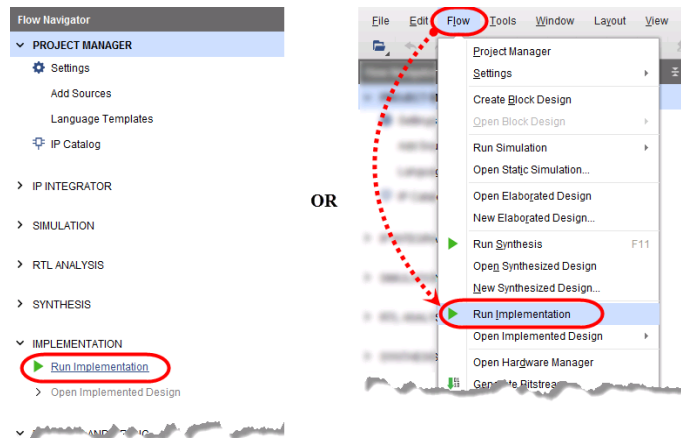 Flow Navigator
PROJECT MANAGER
Settings
Add Sources
Language Templates
IP Catalog
IP INTEGRATOR
SIMULATION
RTL ANALYSIS
SYNTHESIS
IMPLEMENTATION
Run Implementation
Open Implemented Design
OR
File Edit Flow Tools Window Layout View
Project Manager
Settings
Create Block Design
Open Block Design
Run Simulation
Open Static Simulation...
Open Elaborated Design
New Elaborated Design...
Run Synthesis F11
Open Synthesized Design
New Synthesized Design...
Run Implementation
Open Implemented Design
Open Hardware Manager
Generate Bitstream